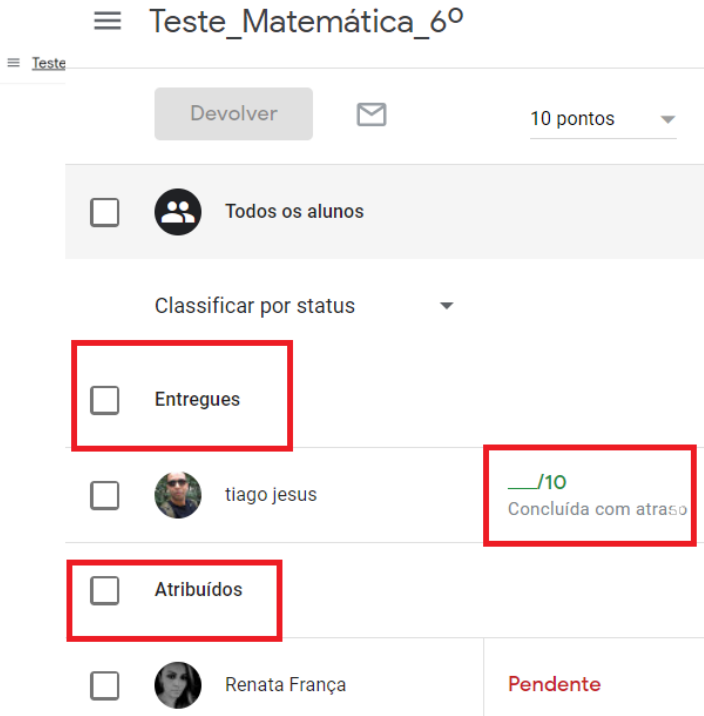 Teste_Matemática_6º
Teste
Devolver
10 pontos
Todos os alunos
Classificar por status
Entregues
tiago jesus
___/10
Concluída com atraso
Atribuídos
Renata França
Pendente